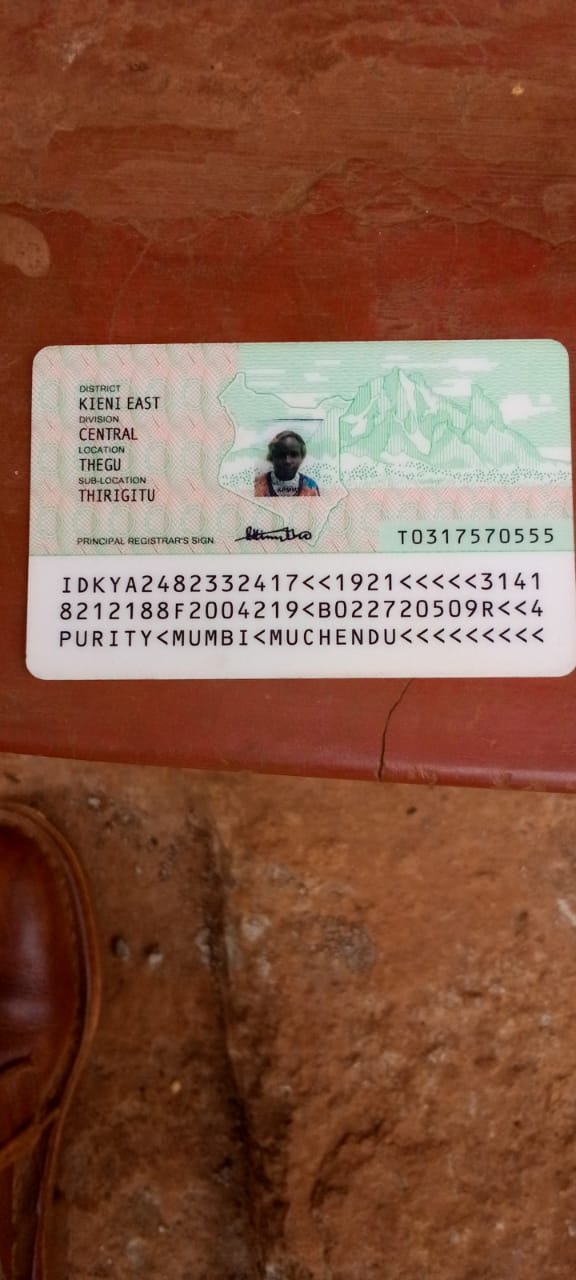 DISTRICT
KIENI EAST
DIVISION
CENTRAL
LOCATION
THEGU
SUB-LOCATION
THIRIGITU
PRINCIPAL REGISTRAR'S SIGN
T0317570555
IDKYA2482332417<<1921<<<<<3141
8212188F2004219<B022720509R<<4
PURITY<MUMBI<MUCHENDU<<<<<<<<<